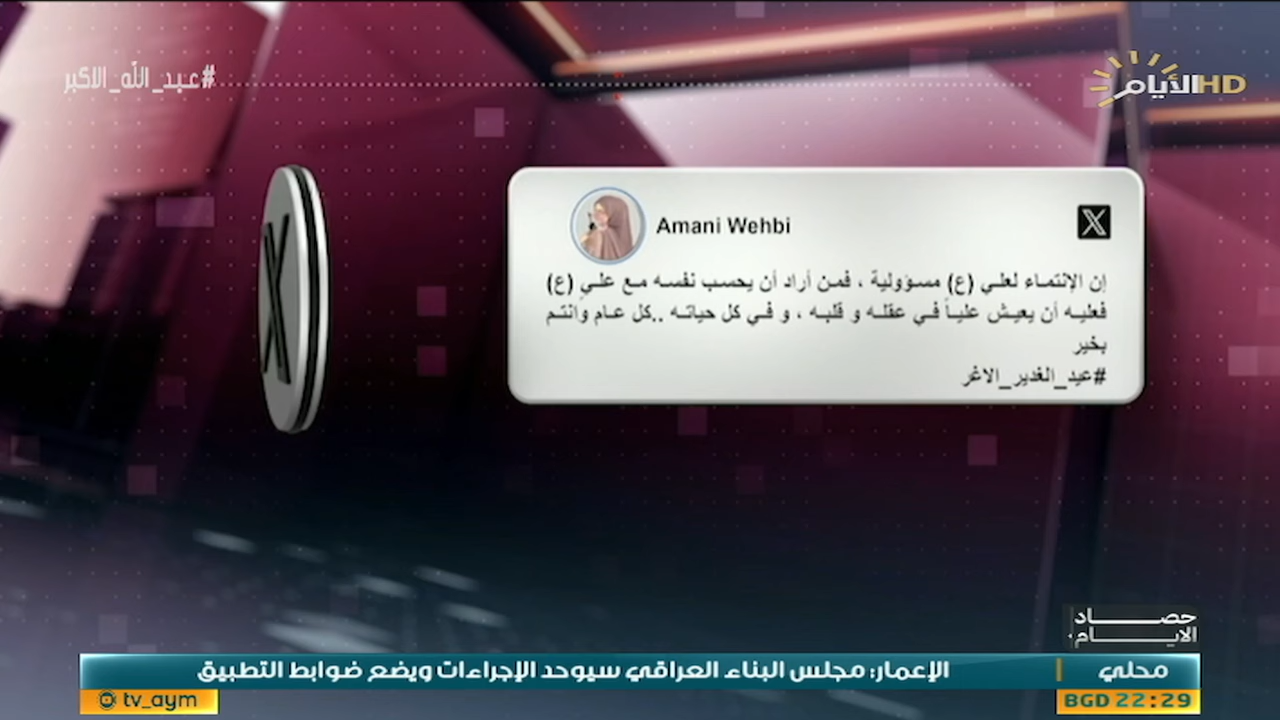 #عـيـد_اللّه_الاكبر
الأيام HD
Amani Wehbi
إن الإنتماء لعلي (ع) مسؤولية ، فمن أراد أن يحسب نفسه مع علي (ع)
فعليه أن يعيش علياً في عقله و قلبه ، و في كل حياته ..كل عام وانتم
بخير
#عيد_الغدير_الاغر
حصاد
الايام
محلي
الإعمار: مجلس البناء العراقي سيوحد الإجراءات ويضع ضوابط التطبيق
tv_aym
BGD 22:29